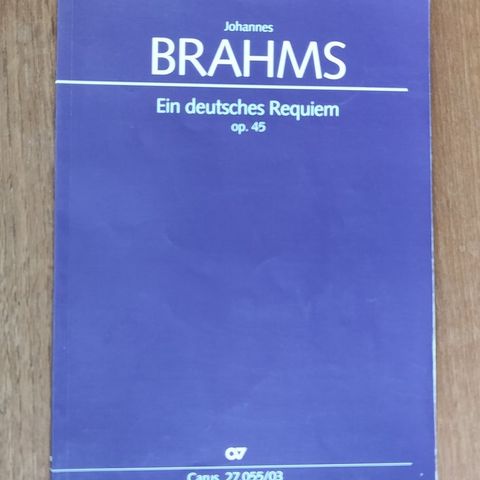 Johannes
BRAHMS
Ein deutsches Requiem
op. 45
Carus 27.055/03